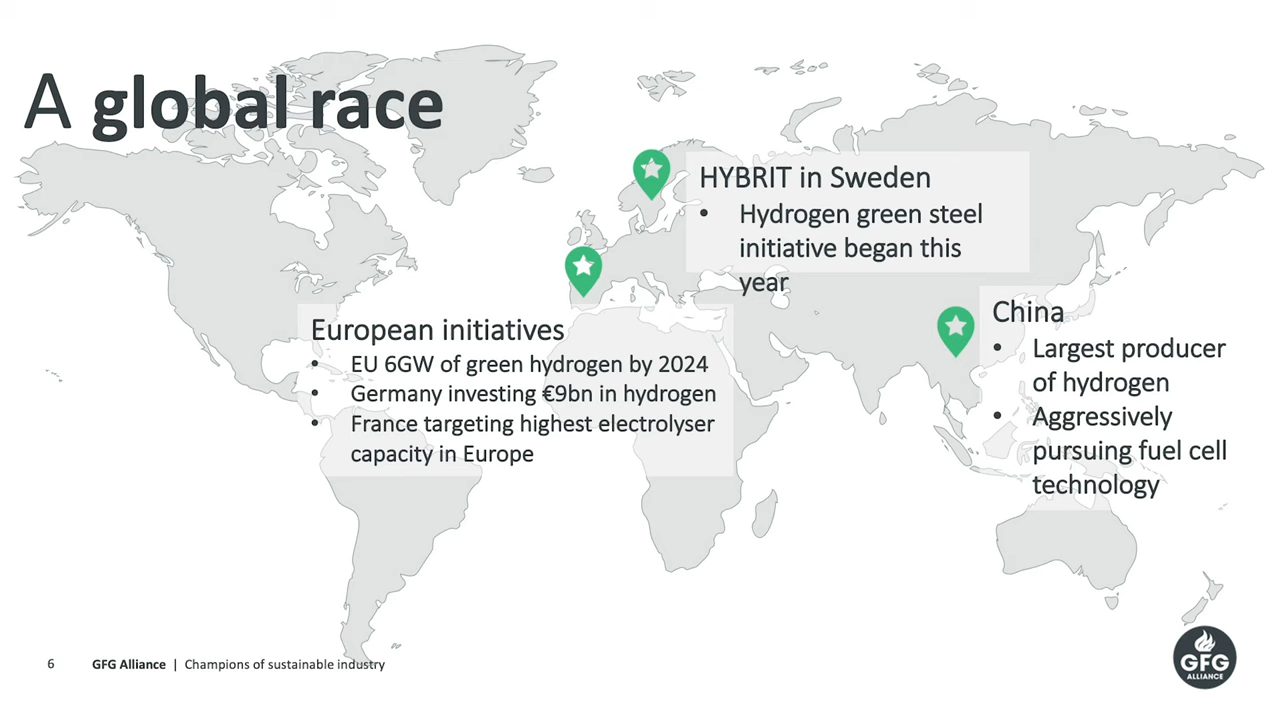 A global race
HYBRIT in Sweden
• Hydrogen green steel
initiative began this
year
European initiatives
• EU 6GW of green hydrogen by 2024
• Germany investing €9bn in hydrogen
• France targeting highest electrolyser
capacity in Europe
China
• Largest producer
of hydrogen
• Aggressively
pursuing fuel cell
technology
6 GFG Alliance | Champions of sustainable industry
GFG
ALLIANCE